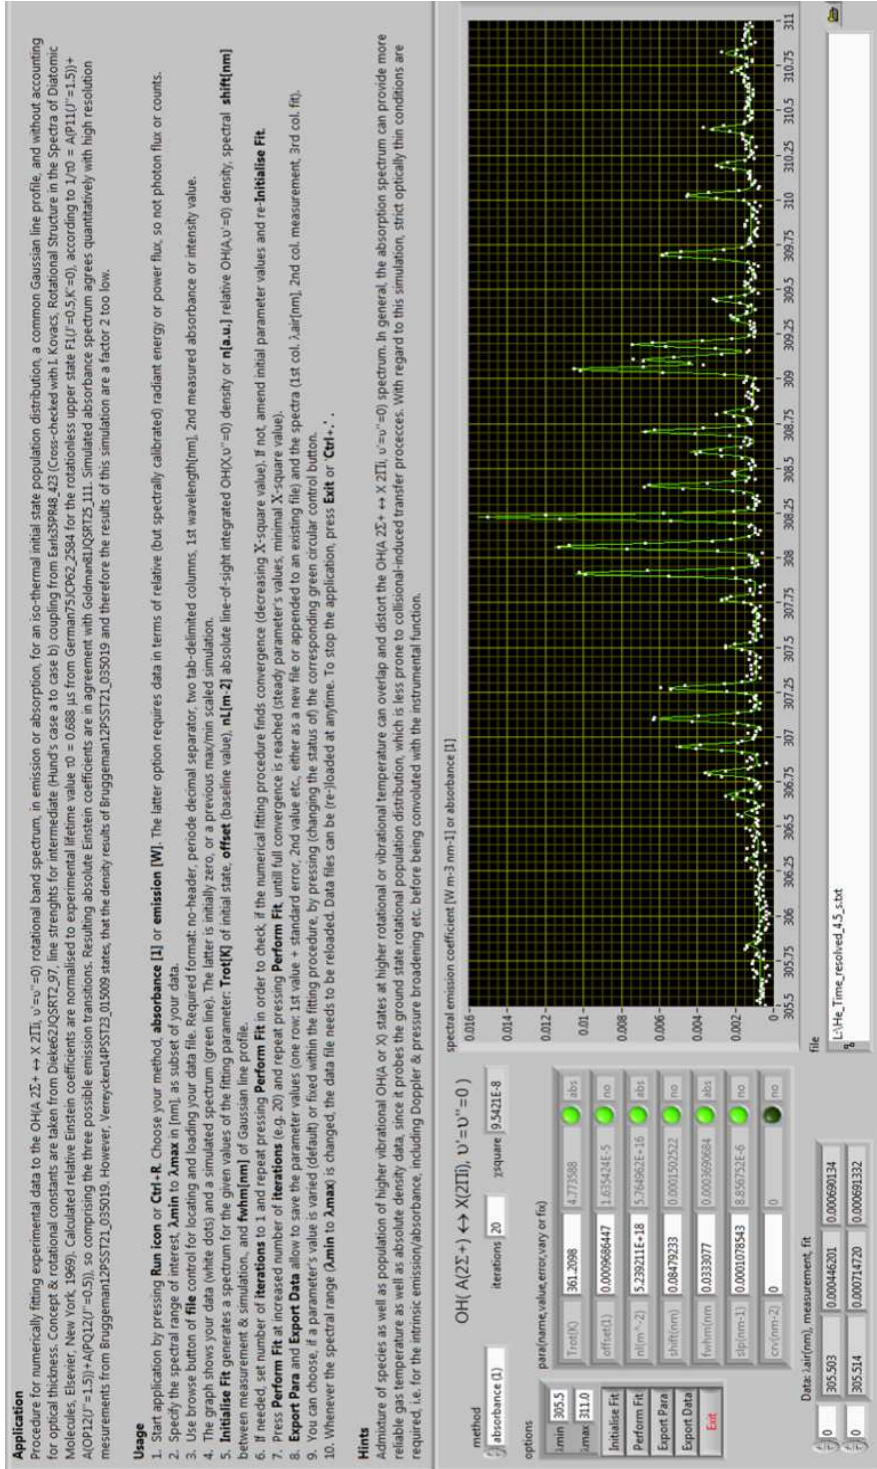 Application
Procedure for numerically fitting experimental data to the OH(A 2Σ+ ↔ X 2Πi, υ'=υ''=0) rotational band spectrum, in emission or absorption, for an iso-thermal initial state population distribution, a common Gaussian line profile, and without accounting
for optical thickness. Concept & rotational constants are taken from Dieke62JQSRT2_97, line strenghts for intermediate (Hund's case a to case b) coupling from Earls35PR48_423 (Cross-checked with I. Kovacs, Rotational Structure in the Spectra of Diatomic
Molecules, Elsevier, New York, 1969). Calculated relative Einstein coefficients are normalised to experimental lifetime value τ0 = 0.688 μs from German75JCP62_2584 for the rotationless upper state F1(J'=0.5,K'=0), according to 1/τ0 = A(P11(J''=1.5))+
A(OP12(J''=1.5))+A(PQ12(J''=0.5)), so comprising the three possible emission transitions. Resulting absolute Einstein coefficients are in agreement with Goldman81JQSRT25_111. Simulated absorbance spectrum agrees quantitatively with high resolution
mesurements from Bruggeman12PSST21_035019. However, Verreycken14PSST23_015009 states, that the density results of Bruggeman12PSST21_035019 and therefore the results of this simulation are a factor 2 too low.
Usage
1. Start application by pressing Run icon or Ctrl+R. Choose your method, absorbance [1] or emission [W]. The latter option requires data in terms of relative (but spectrally calibrated) radiant energy or power flux, so not photon flux or counts.
2. Specify the spectral range of interest, λmin to λmax in [nm], as subset of your data.
3. Use browse button of file control for locating and loading your data file. Required format: no-header, periode decimal separator, two tab-delimited columns, 1st wavelength[nm], 2nd measured absorbance or intensity value.
4. The graph shows your data (white dots) and a simulated spectrum (green line). The latter is initially zero, or a previous max/min scaled simulation.
5. Initialise Fit generates a spectrum for the given values of the fitting parameter: Trot[K] of initial state, offset (baseline value), nL[m-2] absolute line-of-sight integrated OH(X,υ''=0) density or n[a.u.] relative OH(A,υ'=0) density, spectral shift[nm]
between measurement & simulation., and fwhm[nm] of Gaussian line profile.
6. If needed, set number of iterations to 1 and repeat pressing Perform Fit in order to check, if the numerical fitting procedure finds convergence (decreasing X-square value). If not, amend initial parameter values and re-Initialise Fit.
7. Press Perform Fit at increased number of iterations (e.g. 20) and repeat pressing Perform Fit, untill full convergence is reached (steady parameter's values, minimal X-square value).
8. Export Para and Export Data allow to save the parameter values (one row: 1st value + standard error, 2nd value etc., either as a new file or appended to an existing file) and the spectra (1st col. λair[nm], 2nd col. measurement, 3rd col. fit).
9. You can choose, if a parameter's value is varied (default) or fixed within the fitting procedure, by pressing (changing the status of) the corresponding green circular control button.
10. Whenever the spectral range (λmin to λmax) is changed, the data file needs to be reloaded. Data files can be (re-)loaded at anytime. To stop the application, press Exit or 'Ctrl+.'.
Hints
Admixture of species as well as population of higher vibrational OH(A or X) states at higher rotational or vibrational temperature can overlap and distort the OH(A 2Σ+ ↔ X 2Πi, υ'=υ''=0) spectrum. In general, the absorption spectrum can provide more
reliable gas temperature as well as absolute density data, since it probes the ground state rotational population distribution, which is less prone to collisional-induced transfer procecces. With regard to this simulation, strict optically thin conditions are
required, i.e. for the intrinsic emission/absorbance, including Doppler & pressure broadening etc. before being convoluted with the instrumental function.
method
absorbance (1)
OH( A(2Σ+) ↔ X(2Πi), υ'=υ''=0 )
iterations 20
χsquare 9.5421E-8
options
λmin 305.5
λmax 311.0
Initialise Fit
Perform Fit
Export Para
Export Data
Exit
para(name,value,error,vary or fix)
Trot(K) 361.2098 4.773588 abs
offset(1) 0.0009686447 1.635424E-5 no
nl(m^-2) 5.239211E+18 5.764962E+16 abs
shift(nm) 0.08479233 0.0001502522 no
fwhm(nm 0.0333077 0.0003690684 abs
slp(nm-1) 0.0001078543 8.856752E-6 no
crv(nm-2) 0 0 no
Data: λair(nm), measurement, fit
0 305.503 0.000446201 0.000690134
0 305.514 0.000714720 0.000691332
spectral emission coefficient [W m-3 nm-1] or absorbance [1]
0.016
0.014
0.012
0.01
0.008
0.006
0.004
0.002
0
305.5 305.75 306 306.25 306.5 306.75 307 307.25 307.5 307.75 308 308.25 308.5 308.75 309 309.25 309.5 309.75 310 310.25 310.5 310.75 311
file
L:\He_Time_resolved_4.5_s.txt